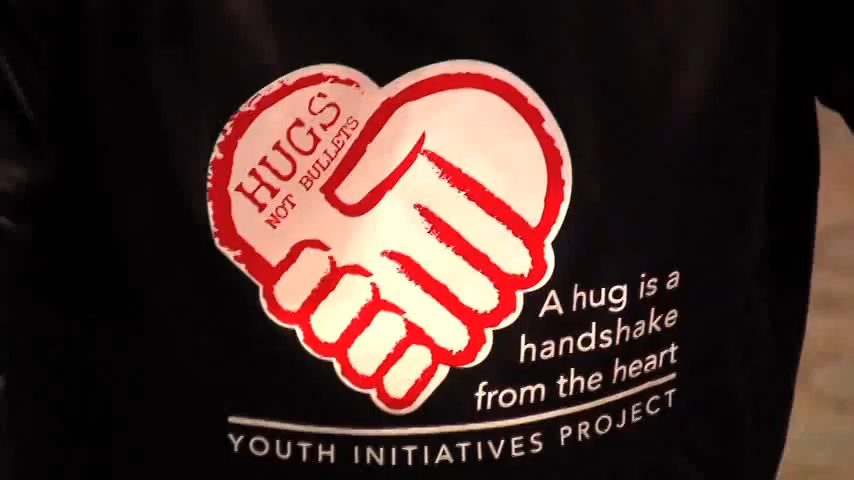 HUGS
NOT BULLETS
A hug is a
handshake
from the heart
YOUTH INITIATIVES PROJECT